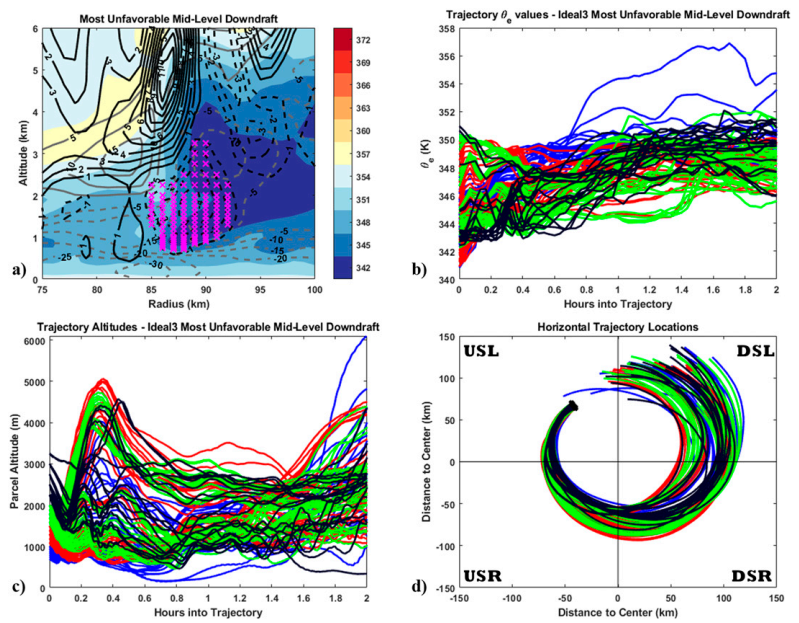 Most Unfavorable Mid-Level Downdraft
Altitude (km)
6
5
4
3
2
1
0
75 80 85 90 95 100
Radius (km)
a)
372
369
366
363
360
357
354
351
348
345
342
Trajectory θe values - Ideal3 Most Unfavorable Mid-Level Downdraft
θe (K)
358
356
354
352
350
348
346
344
342
340
0 0.2 0.4 0.6 0.8 1 1.2 1.4 1.6 1.8 2
Hours into Trajectory
b)
Trajectory Altitudes - Ideal3 Most Unfavorable Mid-Level Downdraft
Parcel Altitude (m)
6000
5000
4000
3000
2000
1000
0
0 0.2 0.4 0.6 0.8 1 1.2 1.4 1.6 1.8 2
Hours into Trajectory
c)
Horizontal Trajectory Locations
Distance to Center (km)
150
100
50
0
-50
-100
-150
USL DSL
USR DSR
-150 -100 -50 0 50 100 150
Distance to Center (km)
d)